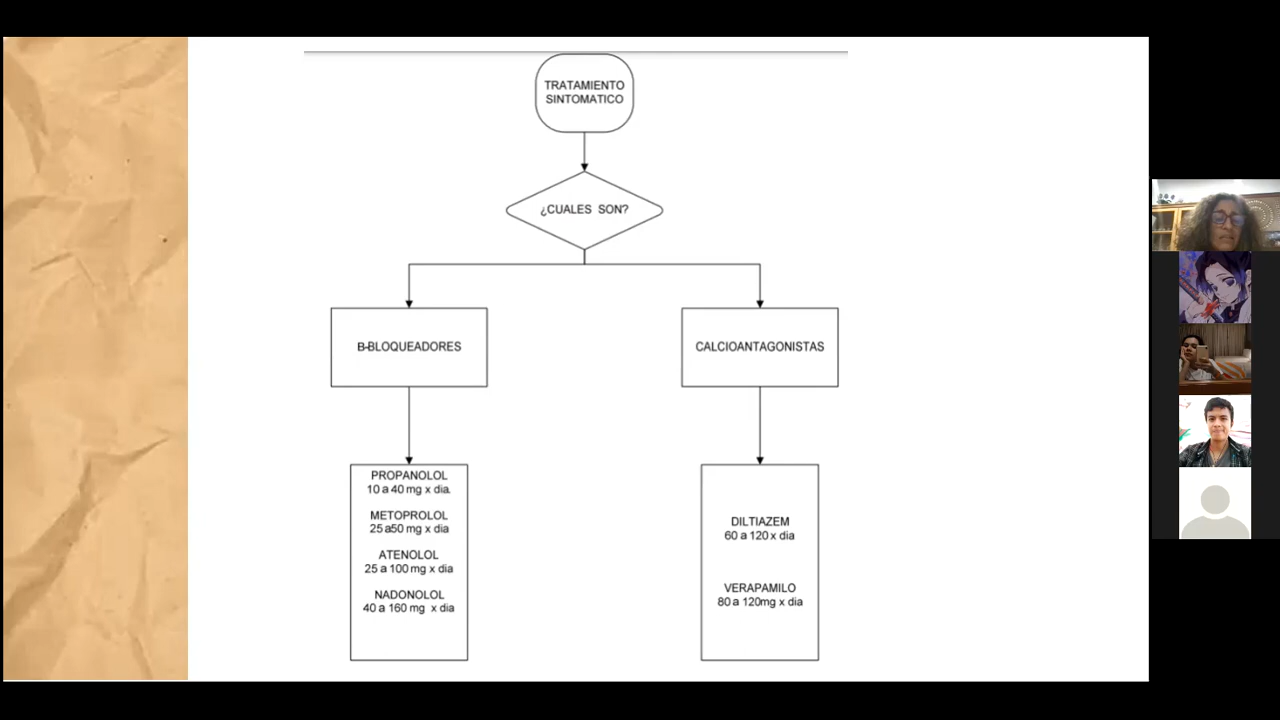 TRATAMIENTO
SINTOMATICO
¿CUALES SON?
B-BLOQUEADORES
CALCIOANTAGONISTAS
PROPANOLOL
10 a 40 mg x dia.
METOPROLOL
25 a50 mg x dia
ATENOLOL
25 a 100 mg x dia
NADONOLOL
40 a 160 mg x dia
DILTIAZEM
60 a 120 x dia
VERAPAMILO
80 a 120mg x dia